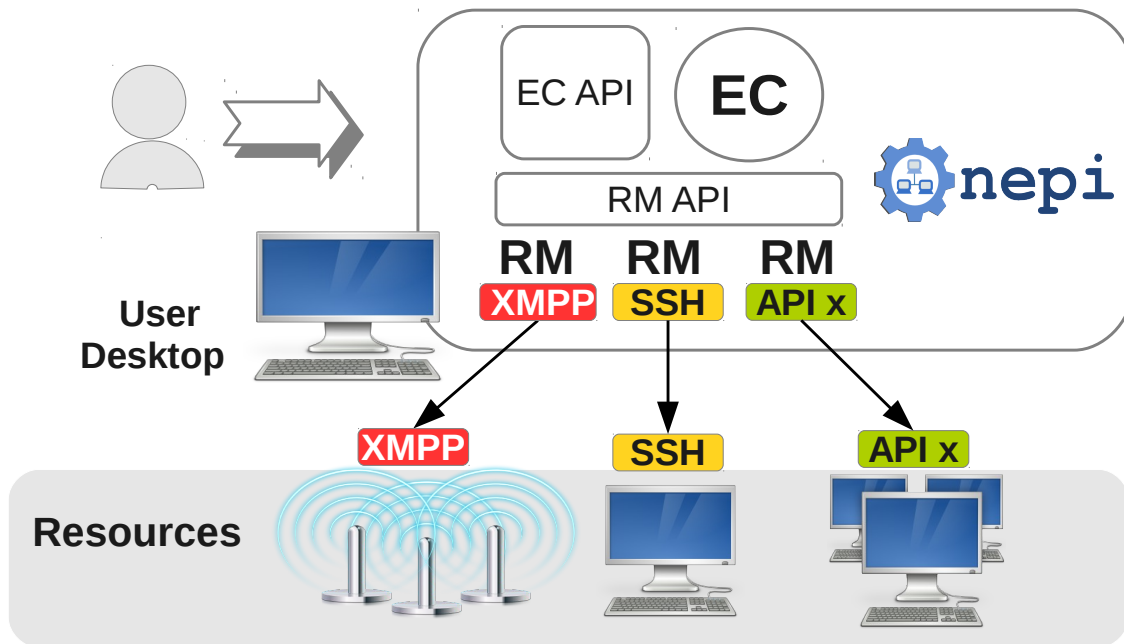 EC API
EC
nepi
RM API
RM RM RM
XMPP SSH API x
User
Desktop
XMPP SSH API x
Resources